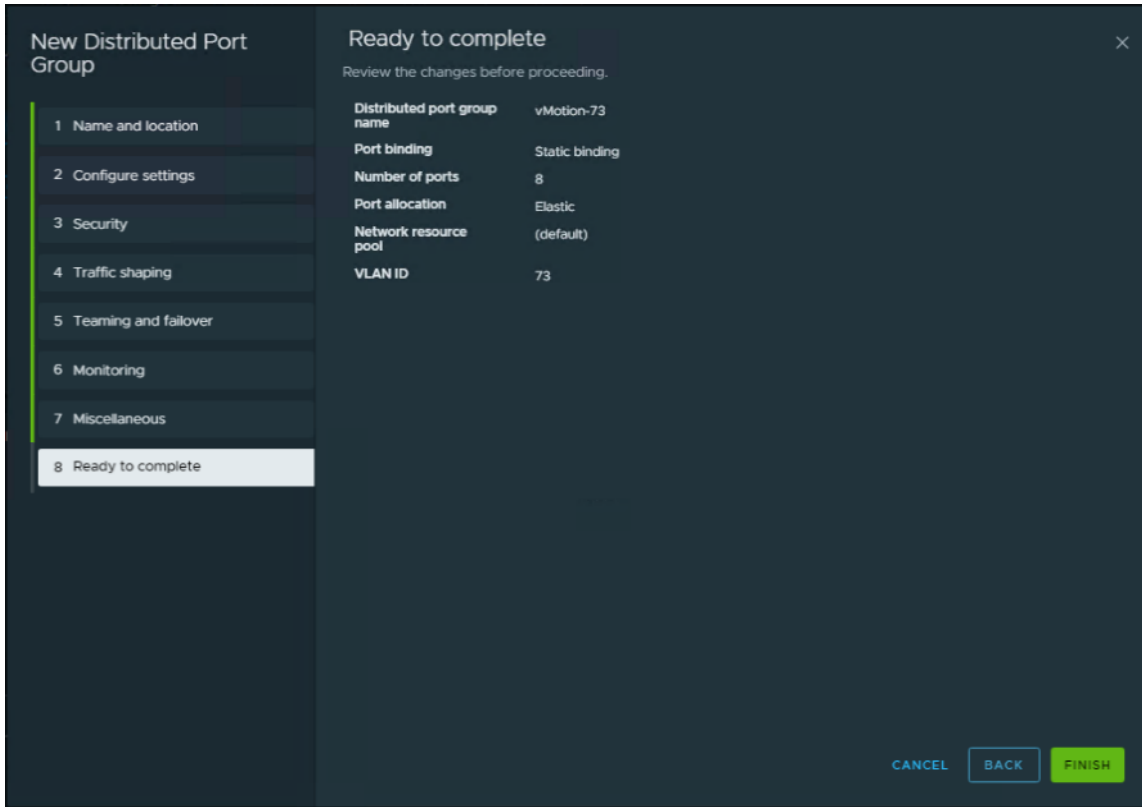 New Distributed Port
Group
1 Name and location
2 Configure settings
3 Security
4 Traffic shaping
5 Teaming and failover
6 Monitoring
7 Miscellaneous
8 Ready to complete
Ready to complete
Review the changes before proceeding.
Distributed port group
name vMotion-73
Port binding Static binding
Number of ports 8
Port allocation Elastic
Network resource
pool (default)
VLAN ID 73
CANCEL BACK FINISH